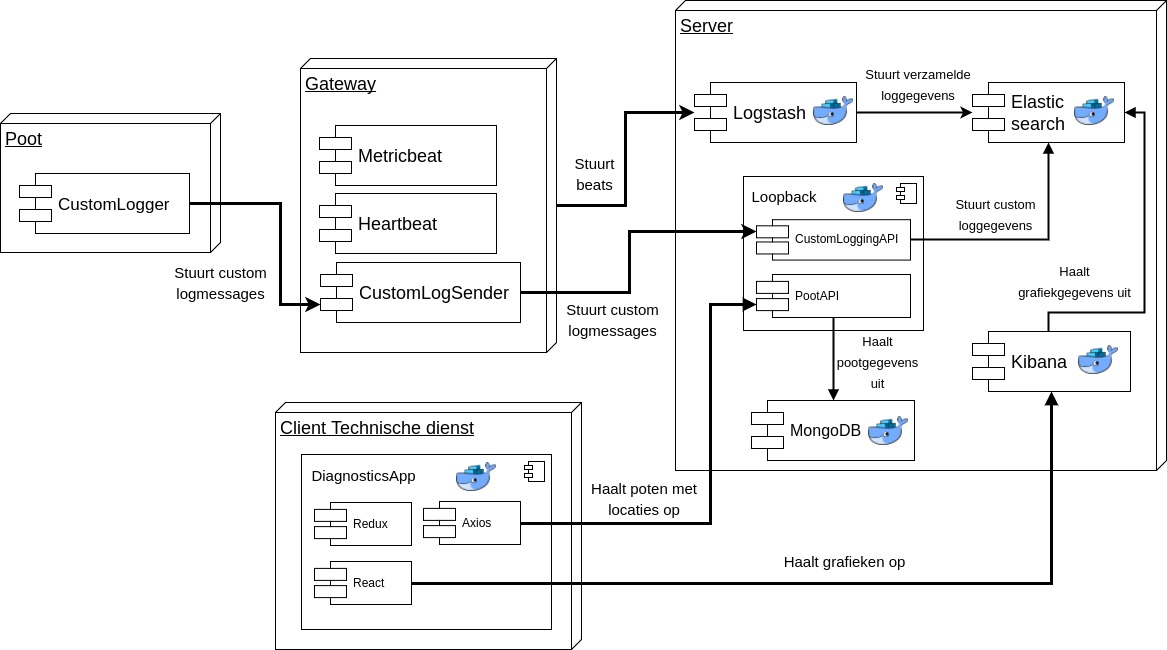 Poot
CustomLogger
Stuurt custom
logmessages
Gateway
Metricbeat
Heartbeat
CustomLogSender
Stuurt
beats
Stuurt custom
logmessages
Server
Logstash
Stuurt verzamelde
loggegevens
Elastic
search
Loopback
CustomLoggingAPI
PootAPI
Stuurt custom
loggegevens
Haalt
grafiekgegevens uit
Haalt
pootgegevens
uit
Kibana
MongoDB
Client Technische dienst
DiagnosticsApp
Redux
Axios
React
Haalt poten met
locaties op
Haalt grafieken op